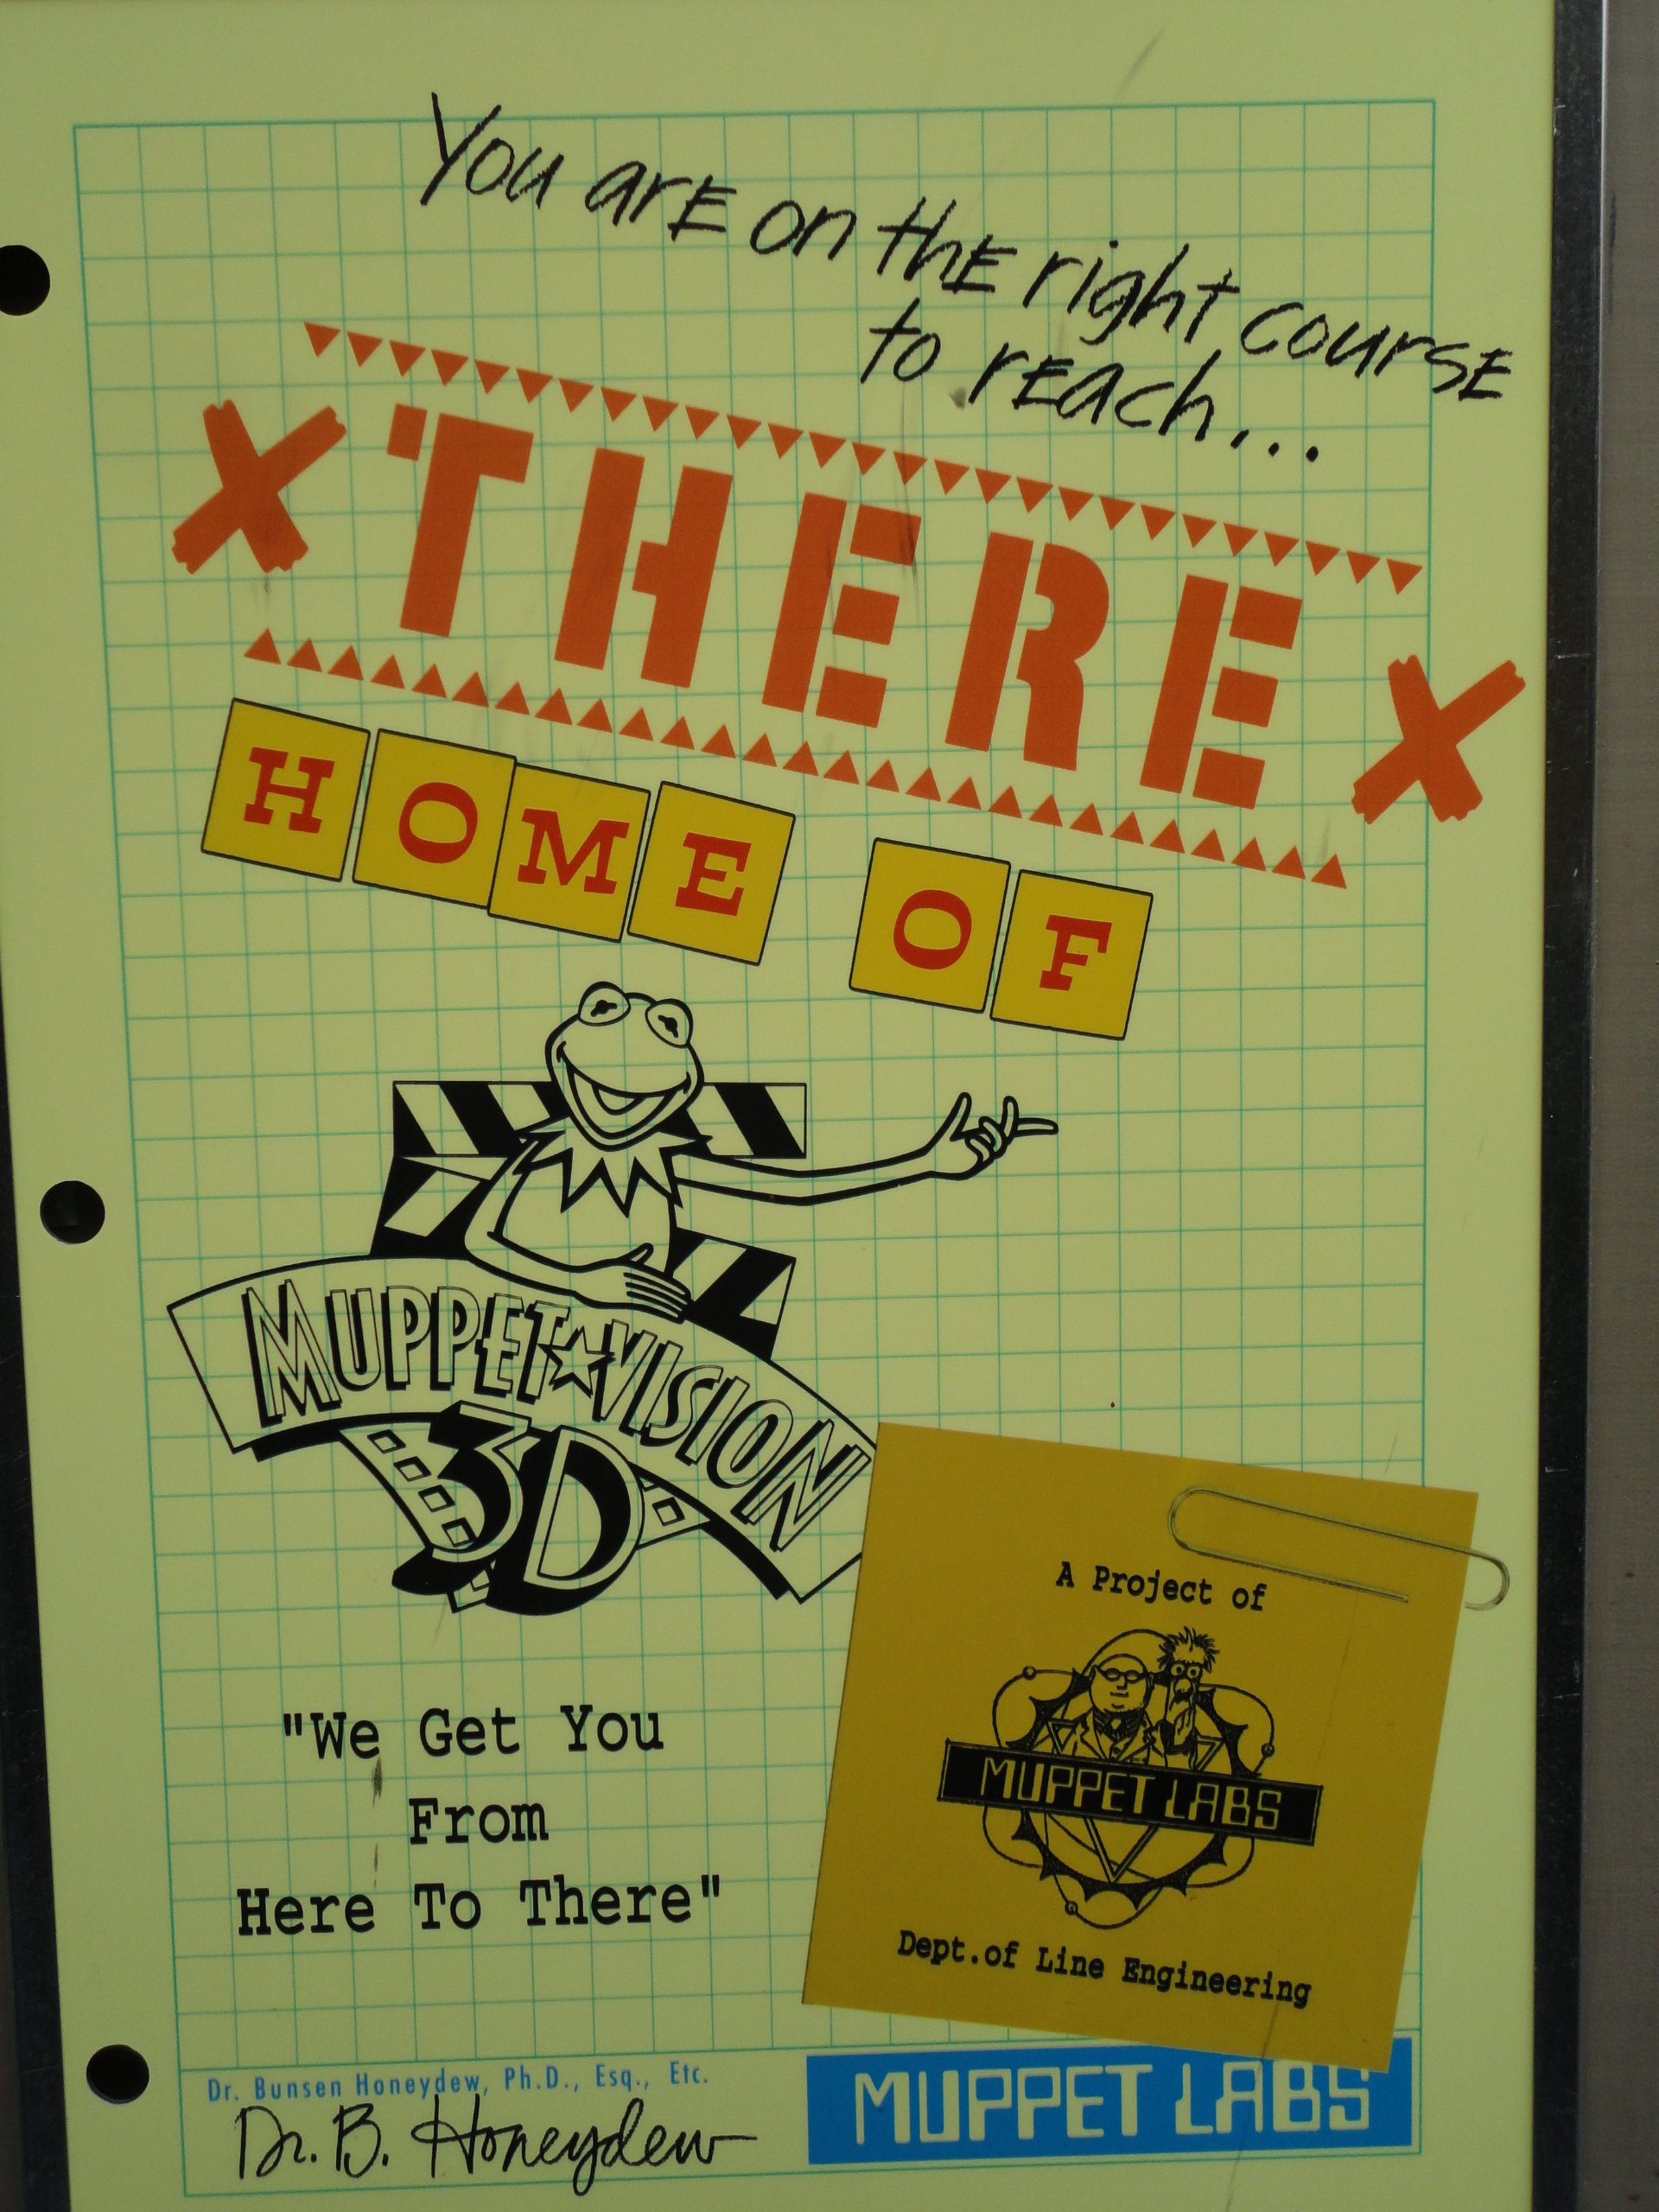 You are on the right course
to reach...
X THERE X
HOME OF
MUPPET☆VISION
3D
A Project of
MUPPET LABS
Dept.of Line Engineering
"We Get You
From
Here To There"
Dr. Bunsen Honeydew, Ph.D., Esq., Etc.
Dr. B. Honeydew
MUPPET LABS